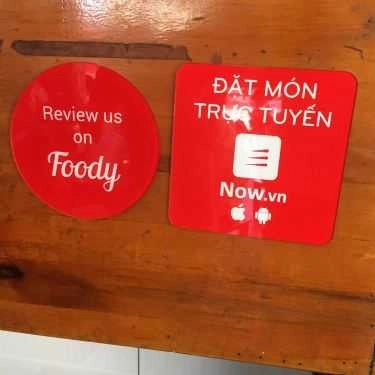 Review us
on
Foody
ĐẶT MÓN
TRỰC TUYẾN
Now.vn